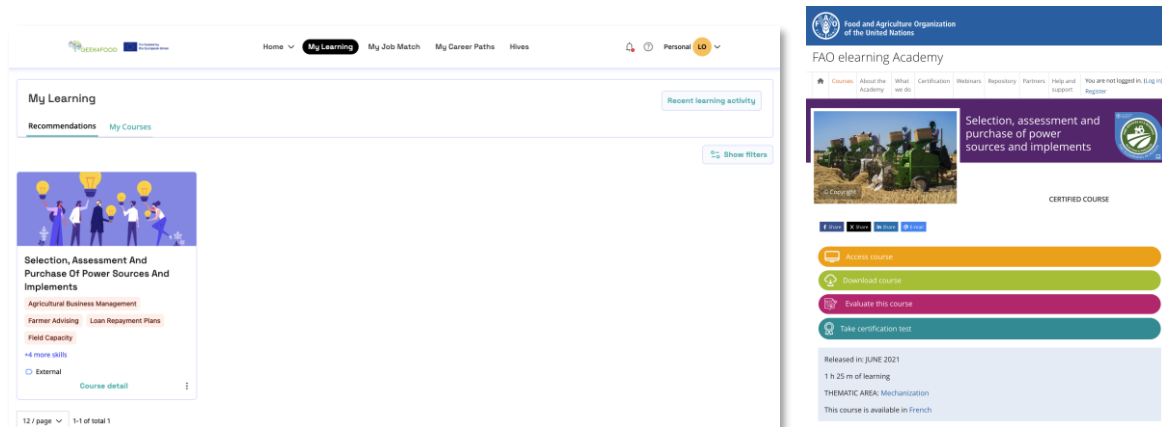 GEEK4FOOD
Home
My Learning
My Job Match
My Career Paths
Hives
Personal
LO
My Learning
Recent learning activity
Recommendations
My Courses
Show filters
Selection, Assessment And
Purchase Of Power Sources And
Implements
Agricultural Business Management
Farmer Advising
Loan Repayment Plans
Field Capacity
+4 more skills
External
Course detail
12 / page
1-1 of total 1
Food and Agriculture Organization
of the United Nations
FAO elearning Academy
Courses
About the
Academy
What
we do
Certification
Webinars
Repository
Partners
Help and
support
You are not logged in. (Log in)
Register
Selection, assessment and
purchase of power
sources and implements
© Copyright
CERTIFIED COURSE
Share
Share
Share
E-mail
Access course
Download course
Evaluate this course
Take certification test
Released in: JUNE 2021
1 h 25 m of learning
THEMATIC AREA: Mechanization
This course is available in French